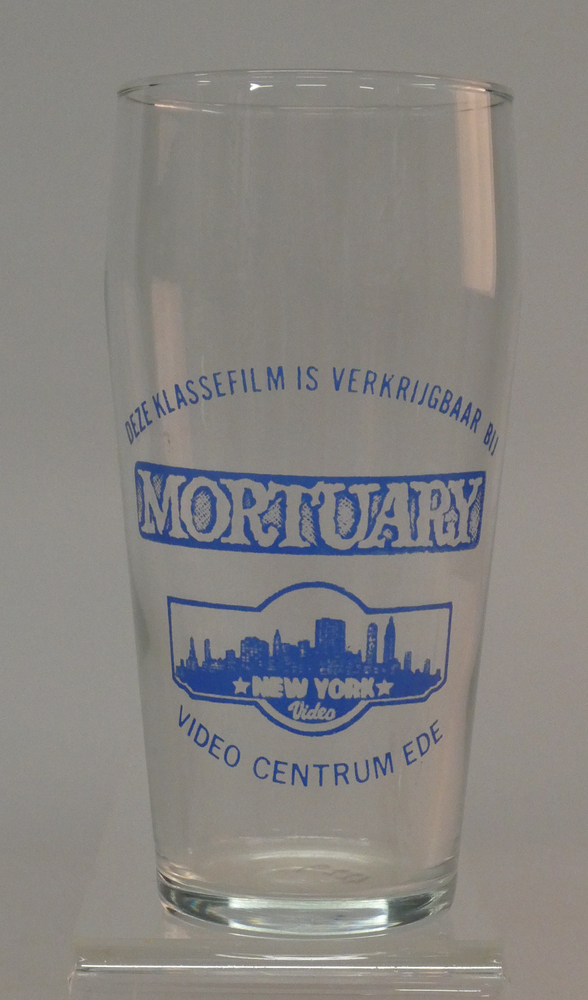 DEZE KLASSEFILM IS VERKRIJGBAAR BIJ
MORTUARY
NEW YORK
Video
VIDEO CENTRUM EDE